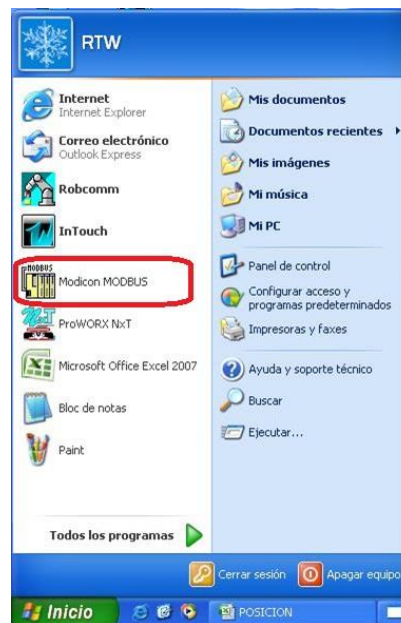 RTW
Internet
Internet Explorer
Correo electrónico
Outlook Express
Robcomm
InTouch
MODBUS
Modicon MODBUS
ProWORX NxT
Microsoft Office Excel 2007
Bloc de notas
Paint
Todos los programas
Mis documentos
Documentos recientes
Mis imágenes
Mi música
Mi PC
Panel de control
Configurar acceso y
programas predeterminados
Impresoras y faxes
Ayuda y soporte técnico
Buscar
Ejecutar...
Cerrar sesión
Apagar equipo
Inicio
POSICION